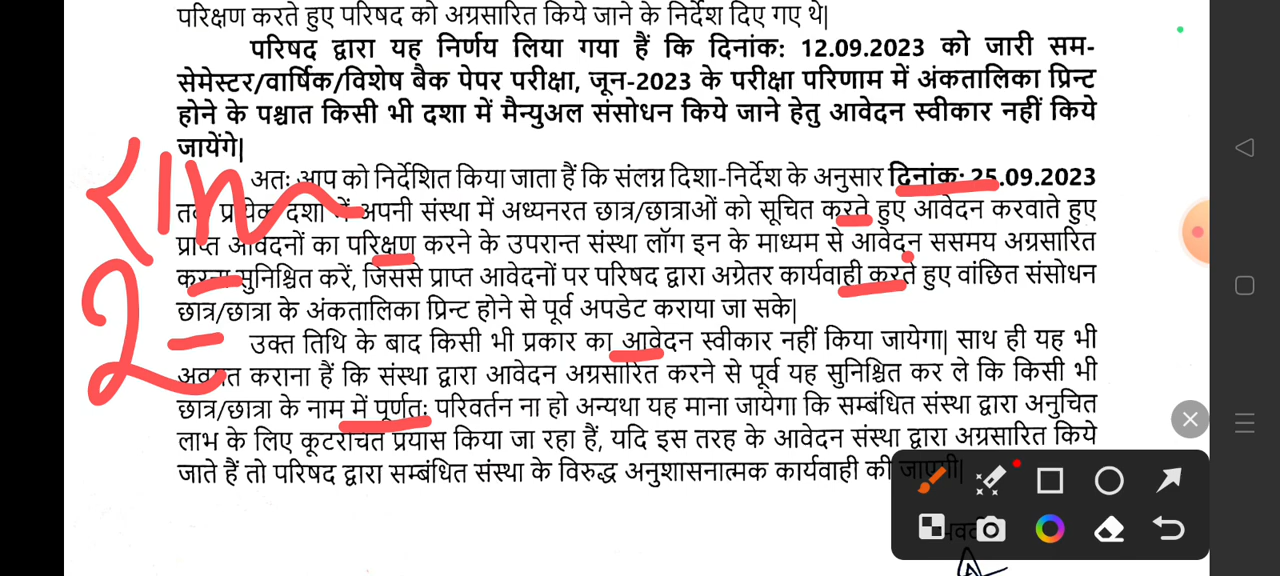 परिक्षण करते हुए परिषद को अग्रसारित किये जाने के निर्देश दिए गए थे|
परिषद द्वारा यह निर्णय लिया गया हैं कि दिनांक: 12.09.2023 को जारी सम-
सेमेस्टर/वार्षिक/विशेष बैक पेपर परीक्षा, जून-2023 के परीक्षा परिणाम में अंकतालिका प्रिन्ट
होने के पश्चात किसी भी दशा में मैन्युअल संसोधन किये जाने हेतु आवेदन स्वीकार नहीं किये
जायेंगे|
अतः आप को निर्देशित किया जाता हैं कि संलग्न दिशा-निर्देश के अनुसार दिनांक: 25.09.2023
तक प्रत्येक दशा में अपनी संस्था में अध्यनरत छात्र/छात्राओं को सूचित करते हुए आवेदन करवाते हुए
प्राप्त आवेदनों का परिक्षण करने के उपरान्त संस्था लॉग इन के माध्यम से आवेदन ससमय अग्रसारित
करना सुनिश्चित करें, जिससे प्राप्त आवेदनों पर परिषद द्वारा अग्रेतर कार्यवाही करते हुए वांछित संसोधन
छात्र/छात्रा के अंकतालिका प्रिन्ट होने से पूर्व अपडेट कराया जा सके|
उक्त तिथि के बाद किसी भी प्रकार का आवेदन स्वीकार नहीं किया जायेगा| साथ ही यह भी
अवगत कराना हैं कि संस्था द्वारा आवेदन अग्रसारित करने से पूर्व यह सुनिश्चित कर ले कि किसी भी
छात्र/छात्रा के नाम में पूर्णतः परिवर्तन ना हो अन्यथा यह माना जायेगा कि सम्बंधित संस्था द्वारा अनुचित
लाभ के लिए कूटरचित प्रयास किया जा रहा हैं, यदि इस तरह के आवेदन संस्था द्वारा अग्रसारित किये
जाते हैं तो परिषद द्वारा सम्बंधित संस्था के विरुद्ध अनुशासनात्मक कार्यवाही की जाएगी|
2